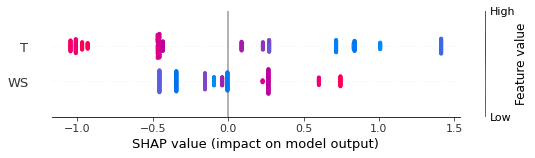 High
T
WS
Low
Feature value
−1.0 −0.5 0.0 0.5 1.0 1.5
SHAP value (impact on model output)